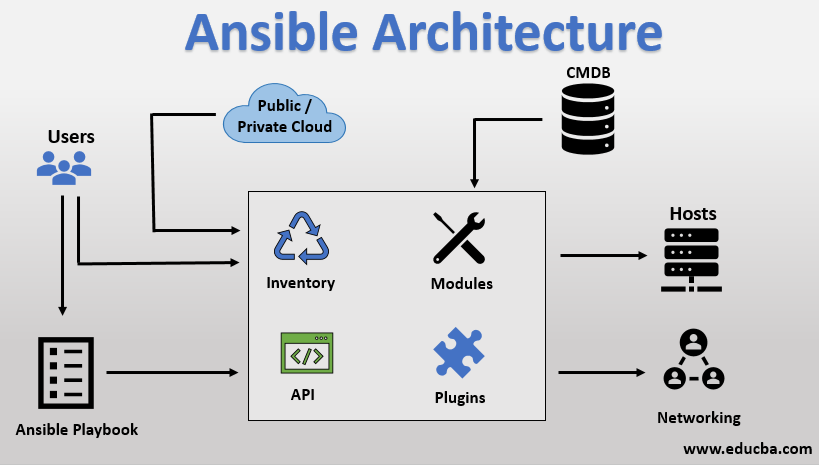 Ansible Architecture
CMDB
Public /
Private Cloud
Users
Hosts
Inventory
Modules
</>
API
Plugins
Ansible Playbook
Networking
www.educba.com